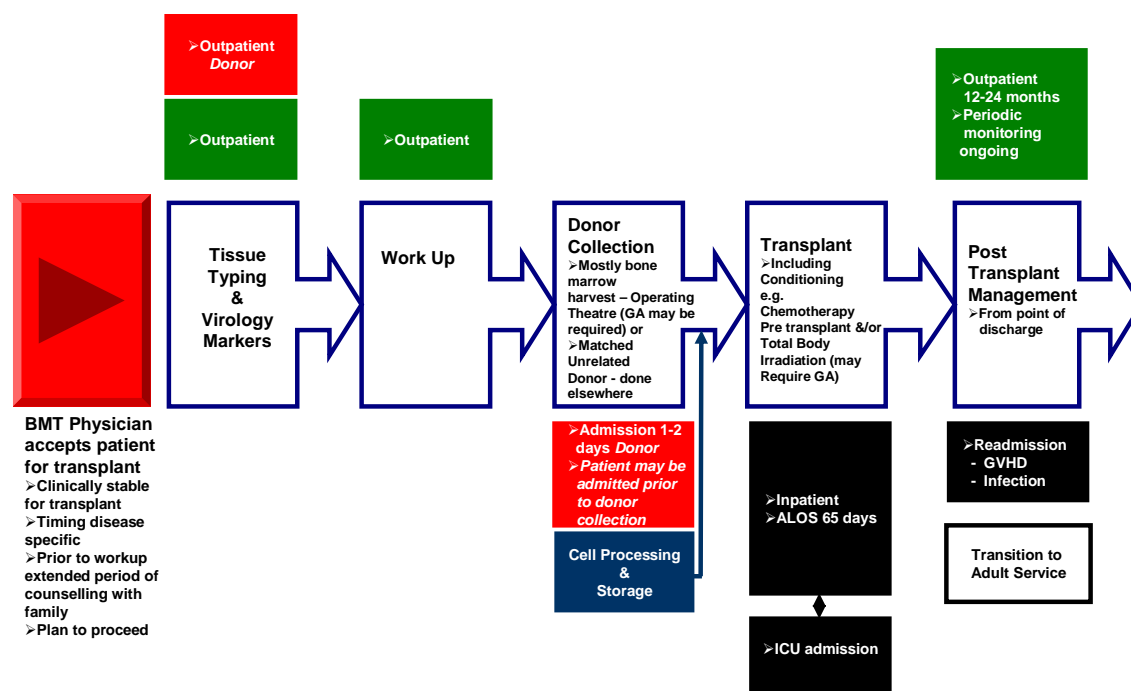 ➢Outpatient
Donor
➢Outpatient
➢Outpatient
➢Outpatient
12-24 months
➢Periodic
monitoring
ongoing
BMT Physician
accepts patient
for transplant
➢Clinically stable
for transplant
➢Timing disease
specific
➢Prior to workup
extended period of
counselling with
family
➢Plan to proceed
Tissue
Typing
&
Virology
Markers
Work Up
Donor
Collection
➢Mostly bone
marrow
harvest – Operating
Theatre (GA may be
required) or
➢Matched
Unrelated
Donor - done
elsewhere
➢Admission 1-2
days Donor
➢Patient may be
admitted prior
to donor
collection
Cell Processing
&
Storage
Transplant
➢Including
Conditioning
e.g.
Chemotherapy
Pre transplant &/or
Total Body
Irradiation (may
Require GA)
➢Inpatient
➢ALOS 65 days
➢ICU admission
Post
Transplant
Management
➢From point of
discharge
➢Readmission
- GVHD
- Infection
Transition to
Adult Service